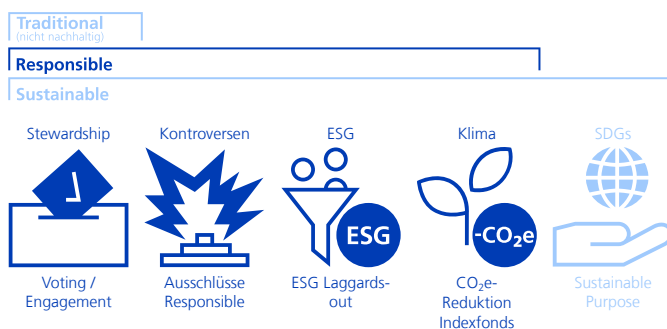 Traditional
(nicht nachhaltig)
Responsible
Sustainable
Stewardship
Kontroversen
ESG
Klima
SDGs
ESG
-CO₂e
Voting /
Engagement
Ausschlüsse
Responsible
ESG Laggards-
out
CO₂e-
Reduktion
Indexfonds
Sustainable
Purpose